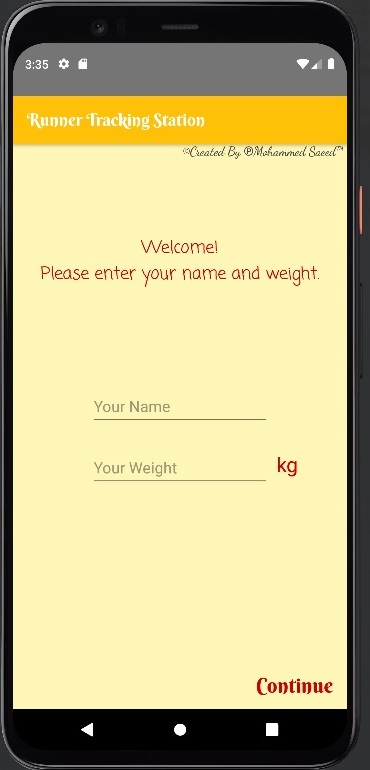 3:35
Runner Tracking Station
©Created By ®Mohammed Saeed™
Welcome!
Please enter your name and weight.
Your Name
Your Weight
kg
Continue